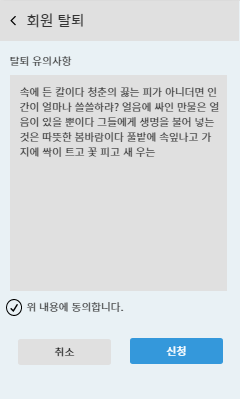 회원 탈퇴
탈퇴 유의사항
속에 든 칼이다 청춘의 끓는 피가 아니더면 인
간이 얼마나 쓸쓸하랴? 얼음에 싸인 만물은 얼
음이 있을 뿐이다 그들에게 생명을 불어 넣는
것은 따뜻한 봄바람이다 풀밭에 속잎나고 가
지에 싹이 트고 꽃 피고 새 우는
위 내용에 동의합니다.
취소
신청